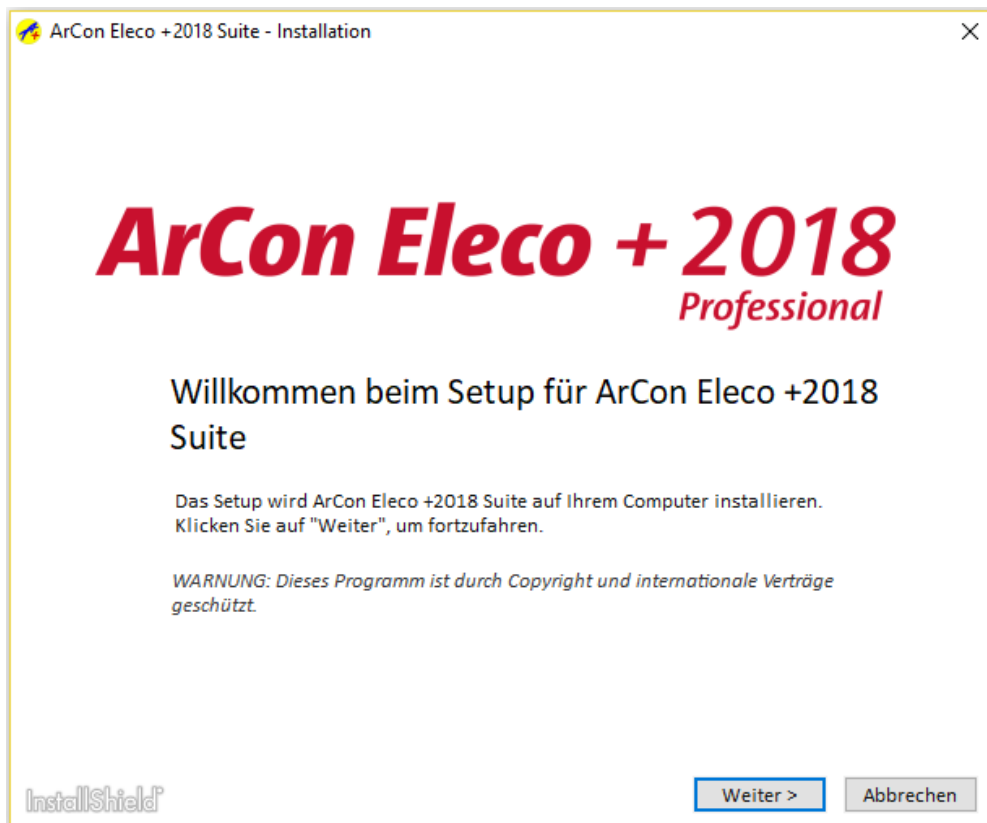 ArCon Eleco +2018 Suite - Installation
ArCon Eleco +2018
Professional
Willkommen beim Setup für ArCon Eleco +2018
Suite
Das Setup wird ArCon Eleco +2018 Suite auf Ihrem Computer installieren.
Klicken Sie auf "Weiter", um fortzufahren.
WARNUNG: Dieses Programm ist durch Copyright und internationale Verträge
geschützt.
InstallShield®
Weiter >
Abbrechen